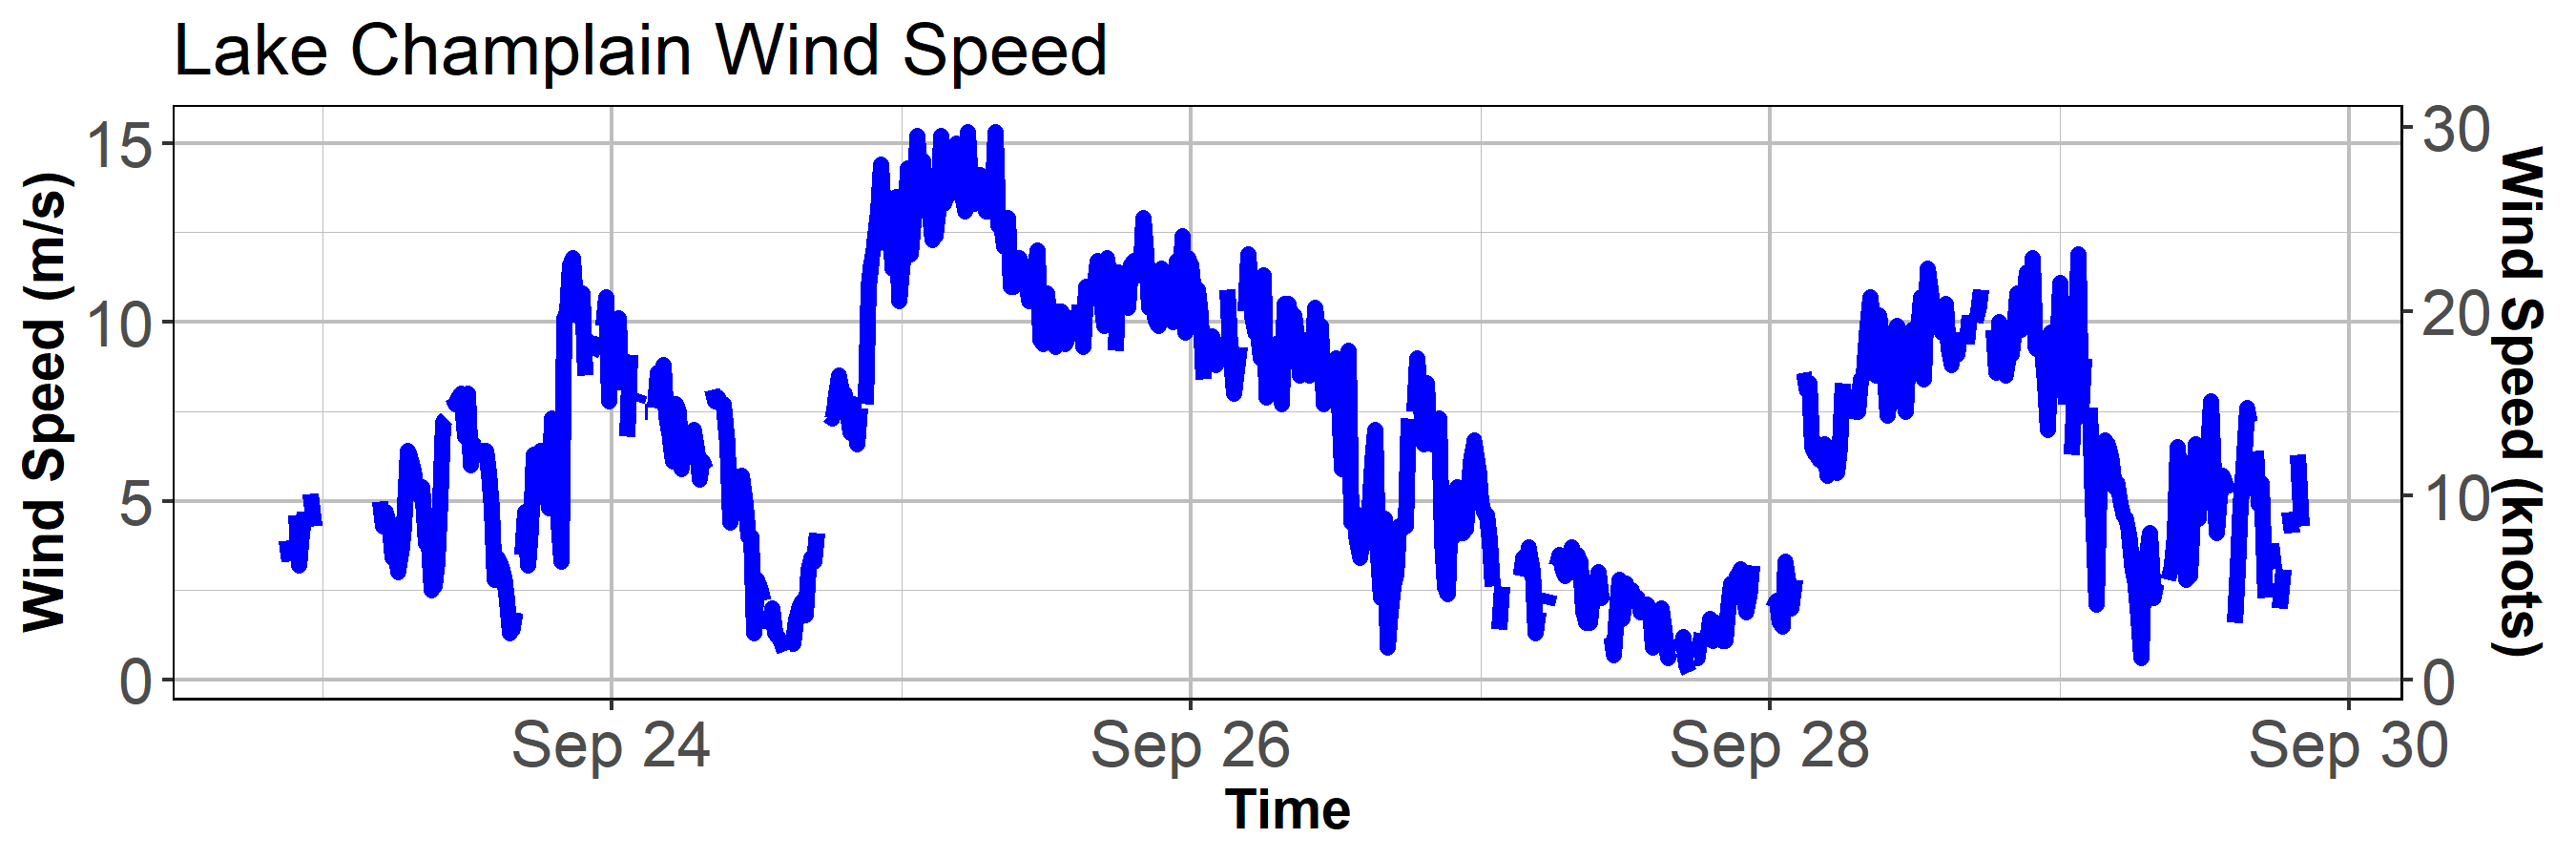 Lake Champlain Wind Speed
Wind Speed (m/s)
15
10
5
0
30
20
10
0
Wind Speed (knots)
Sep 24
Sep 26
Sep 28
Sep 30
Time